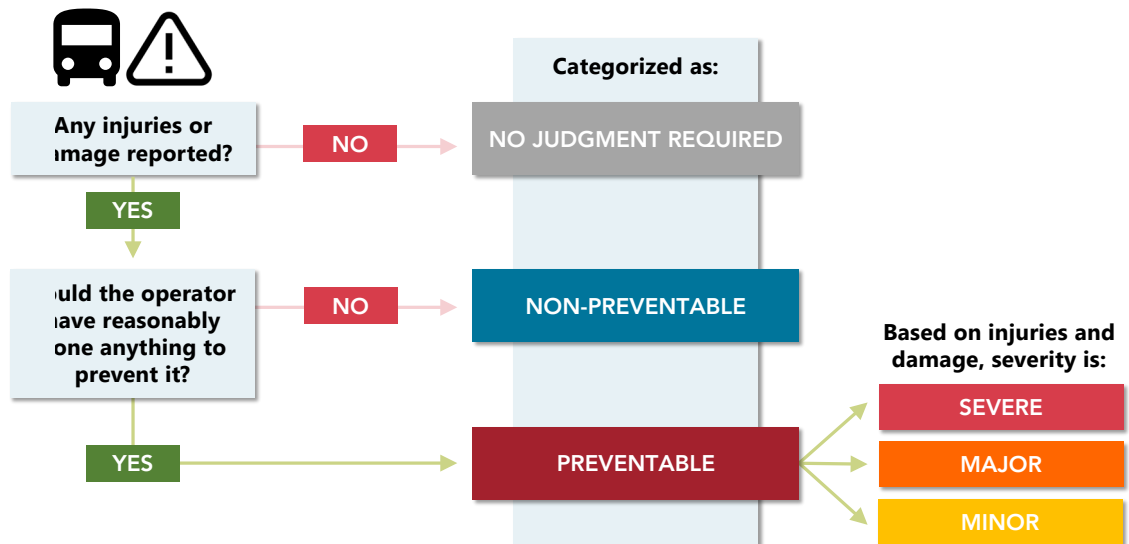 Categorized as:
Any injuries or
amage reported?
NO
NO JUDGMENT REQUIRED
YES
ould the operator
have reasonably
one anything to
prevent it?
NO
NON-PREVENTABLE
YES
PREVENTABLE
Based on injuries and
damage, severity is:
SEVERE
MAJOR
MINOR